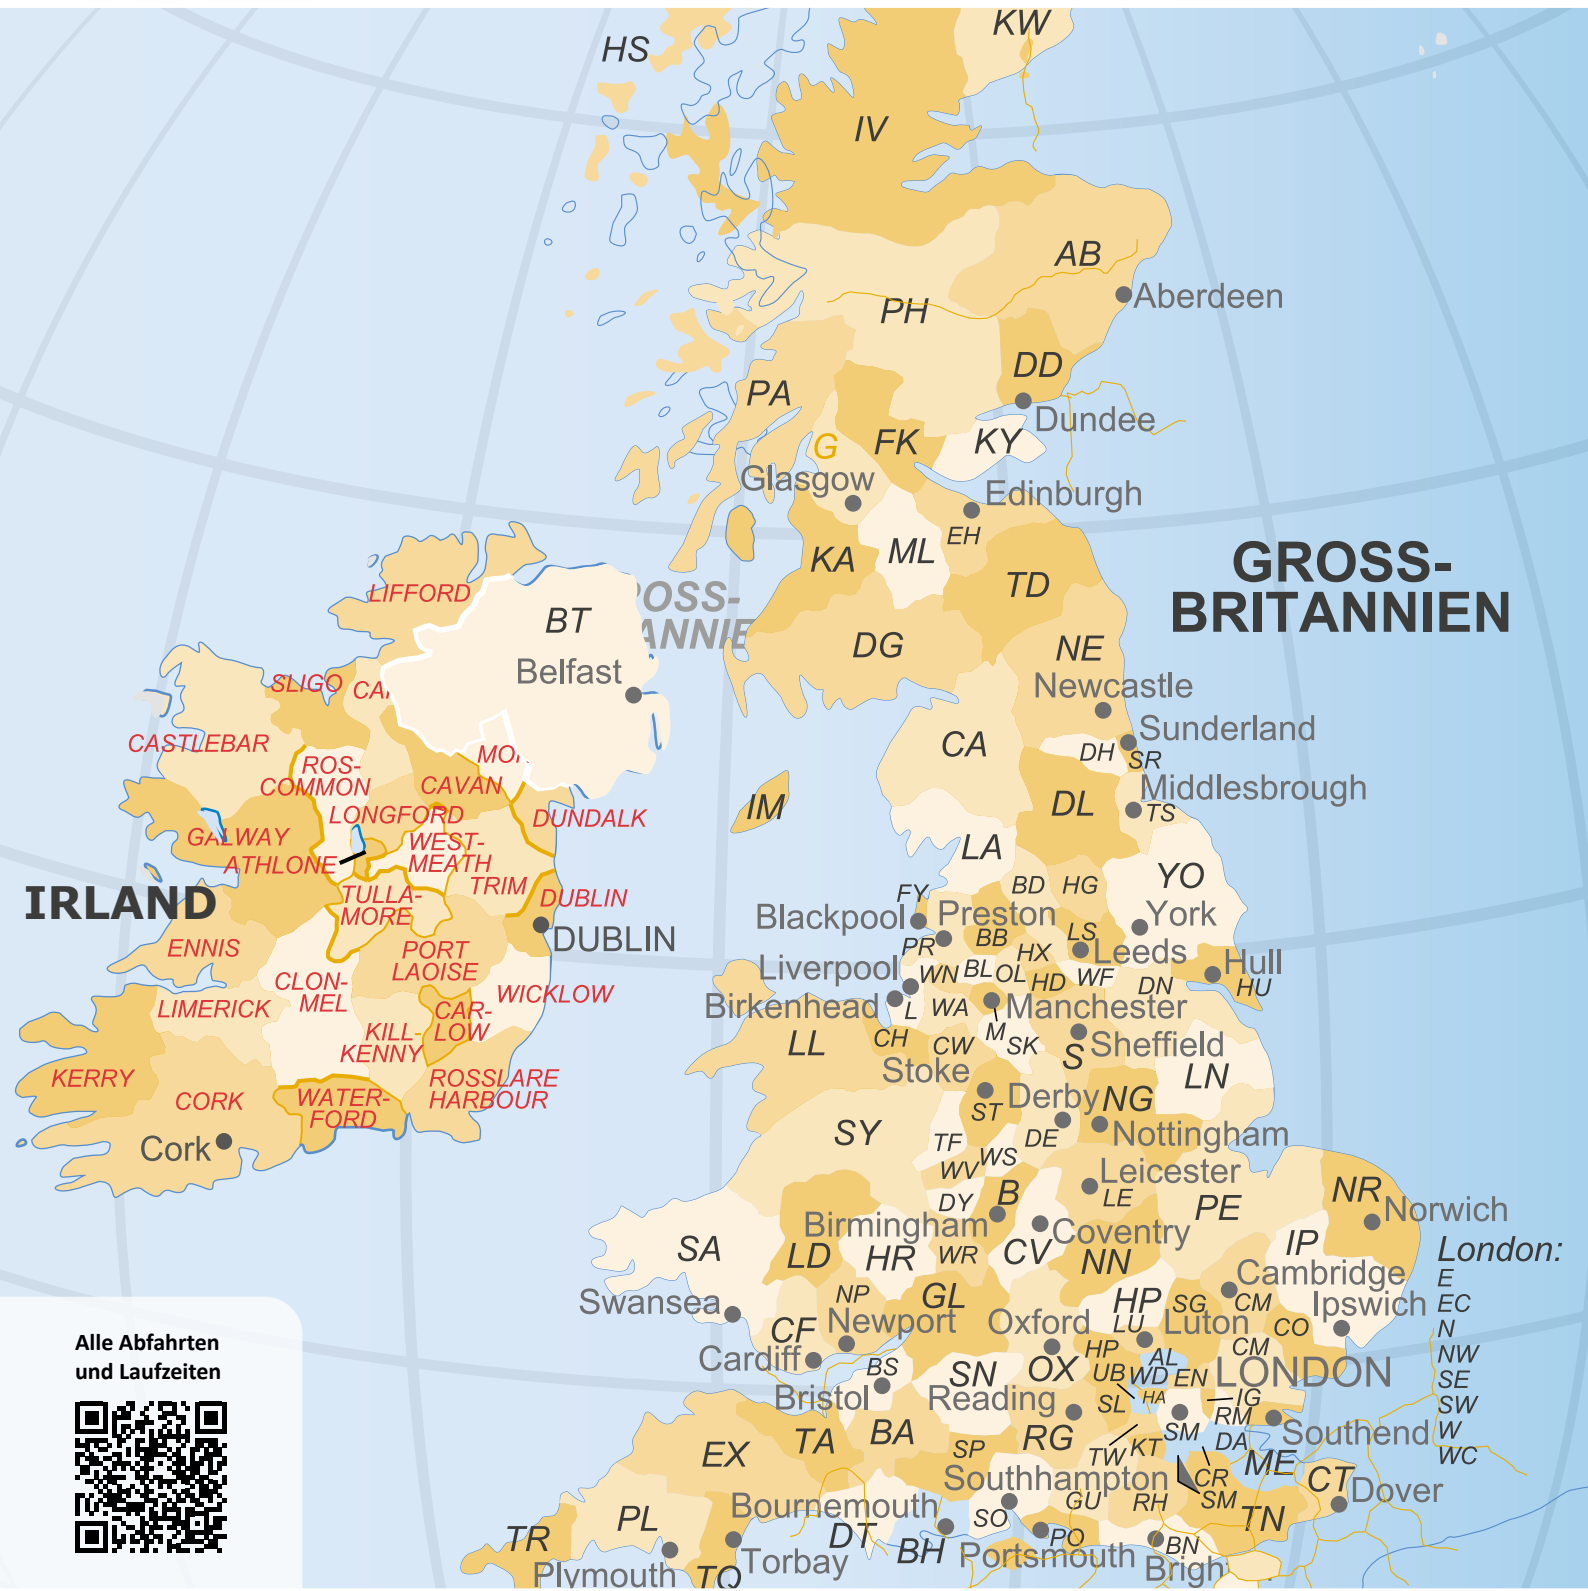 KW
HS
IV
AB
Aberdeen
PH
DD
PA
Dundee
G
FK
KY
Glasgow
Edinburgh
EH
ML
KA
TD
GROSS-
BRITANNIEN
LIFFORD
BT
OSS-
ANNIE
DG
NE
Belfast
Newcastle
SLIGO
CA
Sunderland
CASTLEBAR
MO
CA
DH
SR
ROS-
COMMON
CAVAN
Middlesbrough
IM
DL
TS
LONGFORD
DUNDALK
GALWAY
WEST-
MEATH
ATHLONE
LA
YO
TRIM
BD
HG
FY
IRLAND
TULLA-
MORE
DUBLIN
DUBLIN
Blackpool
Preston
York
ENNIS
PORT
LAOISE
PR
BB
LS
HX
Leeds
Liverpool
WN
BL
OL
HD
WF
DN
Hull
HU
CLON-
MEL
WICKLOW
LIMERICK
CAR-
LOW
Birkenhead
L
WA
Manchester
KILL-
KENNY
LL
CH
CW
M
SK
S
Sheffield
KERRY
Stoke
LN
CORK
WATER-
FORD
ROSSLARE
HARBOUR
ST
Derby
NG
Cork
SY
TF
DE
Nottingham
WS
WV
Leicester
LE
DY
B
PE
NR
Norwich
Birmingham
Coventry
SA
LD
HR
WR
CV
NN
IP
London:
E
EC
N
NW
SE
SW
W
WC
Cambridge
NP
GL
HP
SG
CM
Ipswich
Swansea
CF
Newport
Oxford
LU
Luton
CO
Cardiff
HP
AL
CM
BS
SN
OX
UB
WD
EN
LONDON
Bristol
Reading
SL
HA
IG
RM
SM
Southend
EX
TA
BA
SP
RG
TW
KT
DA
ME
Southhampton
CR
CT
Dover
Bournemouth
SO
GU
RH
SM
TN
TR
PL
DT
BH
PO
BN
Plymouth
TQ
Torbay
Portsmouth
Brigh
Alle Abfahrten
und Laufzeiten